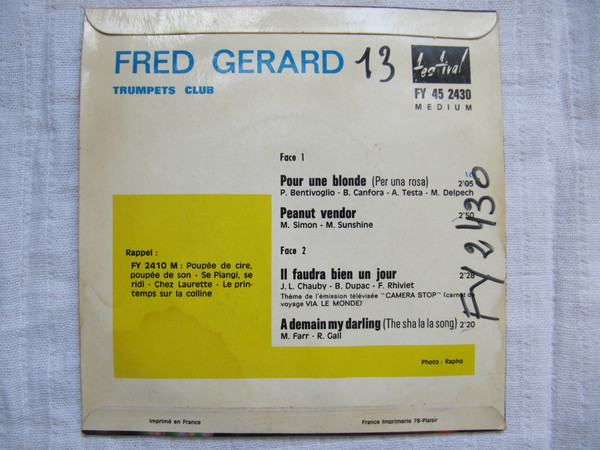 FRED GERARD 13
TRUMPETS CLUB
Festival
FY 45 2430
MEDIUM
Face 1
Pour une blonde (Per una rosa) 2'05
P. Bentivoglio - B. Canfora - A. Testa - M. Delpech
Peanut vendor 2'50
M. Simon - M. Sunshine
Face 2
Il faudra bien un jour 2'28
J. L. Chauby - B. Dupac - F. Rhiviet
Thème de l'émission télévisée "CAMERA STOP" (carnet de
voyage VIA LE MONDE)
A demain my darling (The sha la la song) 2'20
M. Farr - R. Gall
Rappel :
FY 2410 M : Poupée de cire,
poupée de son - Se Piangi, se
ridi - Chez Laurette - Le prin-
temps sur la colline
FY 2430
Photo : Rapho
Imprimé en France
France Imprimerie 78-Plaisir